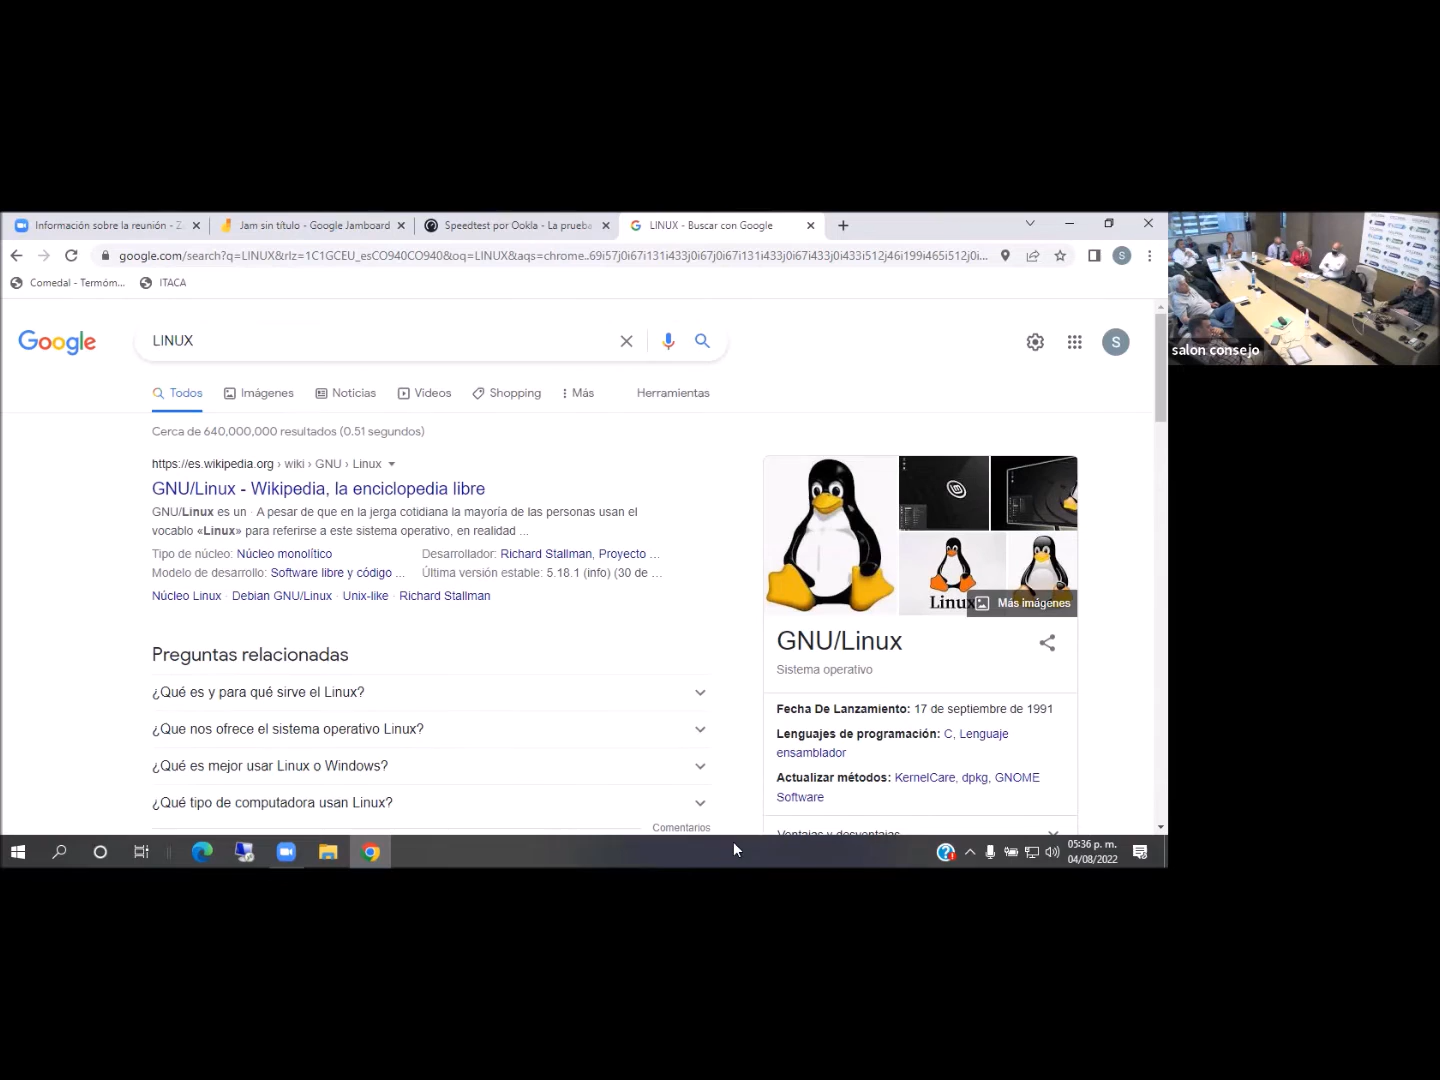 Información sobre la reunión - Z
Jam sin título - Google Jamboard
Speedtest por Ookla - La prueba
LINUX - Buscar con Google
google.com/search?q=LINUX&rlz=1C1GCEU_esCO940CO940&oq=LINUX&aqs=chrome..69i57j0i67i131i433j0i67j0i67i131i433j0i67i433j0i433i512j46i199i465i512j0i...
S
Comedal - Termóm...
ITACA
Google
LINUX
S
Todos
Imágenes
Noticias
Videos
Shopping
Más
Herramientas
Cerca de 640,000,000 resultados (0.51 segundos)
https://es.wikipedia.org › wiki › GNU › Linux
GNU/Linux - Wikipedia, la enciclopedia libre
GNU/Linux es un · A pesar de que en la jerga cotidiana la mayoría de las personas usan el
vocablo «Linux» para referirse a este sistema operativo, en realidad ...
Tipo de núcleo: Núcleo monolítico
Desarrollador: Richard Stallman, Proyecto ...
Modelo de desarrollo: Software libre y código ...
Última versión estable: 5.18.1 (info) (30 de ...
Núcleo Linux · Debian GNU/Linux · Unix-like · Richard Stallman
Preguntas relacionadas
¿Qué es y para qué sirve el Linux?
¿Que nos ofrece el sistema operativo Linux?
¿Qué es mejor usar Linux o Windows?
¿Qué tipo de computadora usan Linux?
Comentarios
Linux
Más imágenes
GNU/Linux
Sistema operativo
Fecha De Lanzamiento: 17 de septiembre de 1991
Lenguajes de programación: C, Lenguaje
ensamblador
Actualizar métodos: KernelCare, dpkg, GNOME
Software
Ventajas y desventajas
05:36 p. m.
04/08/2022
salon consejo